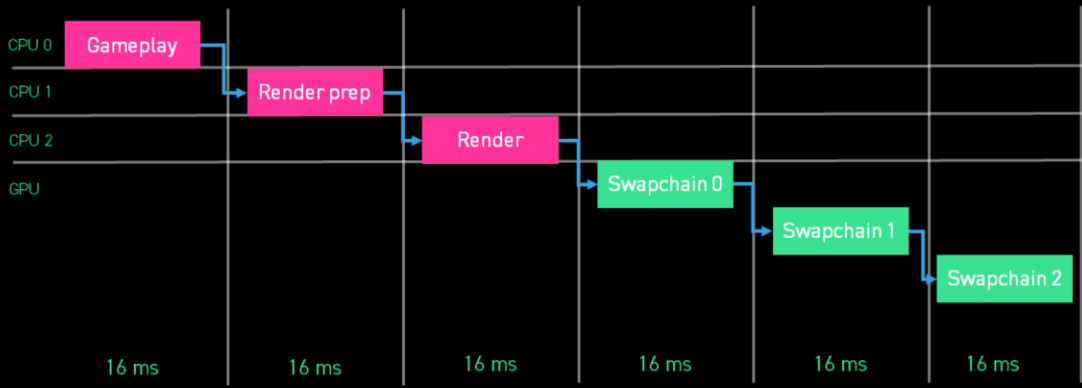 CPU 0
Gameplay
CPU 1
Render prep
CPU 2
Render
GPU
Swapchain 0
Swapchain 1
Swapchain 2
16 ms
16 ms
16 ms
16 ms
16 ms
16 ms